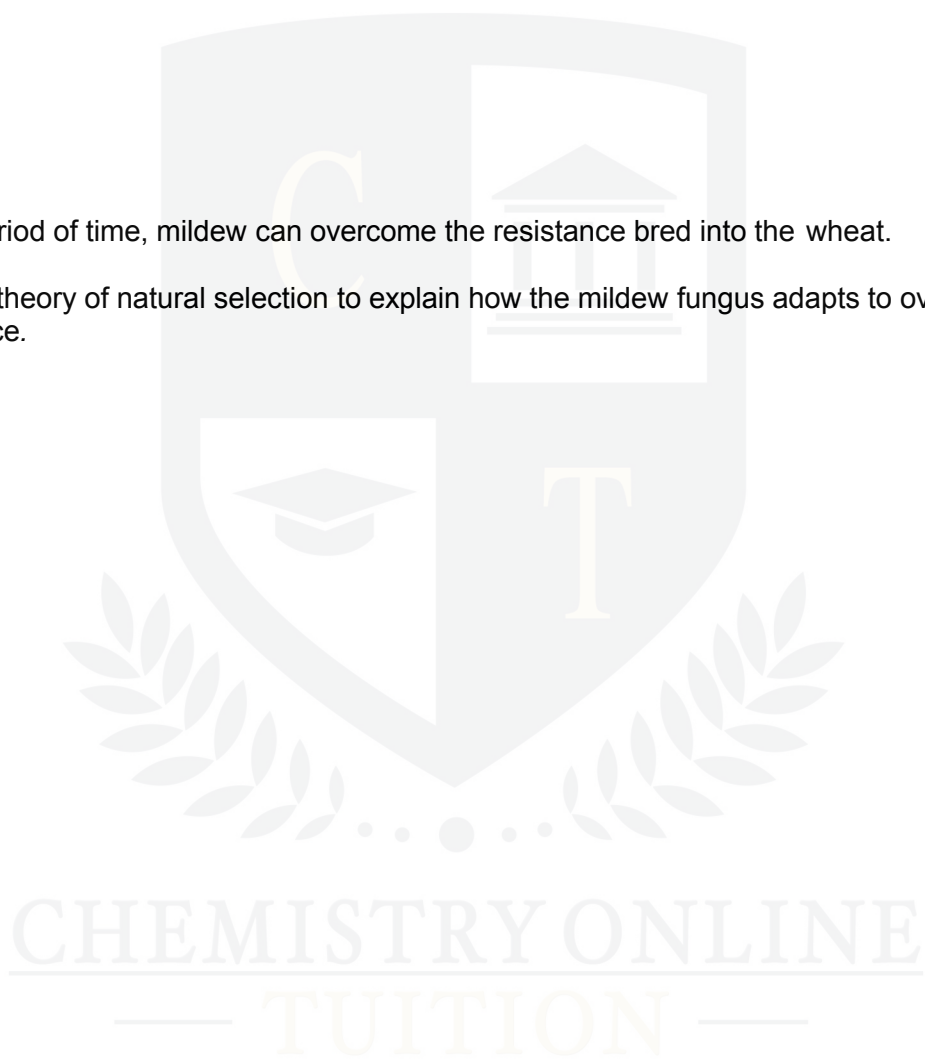 riod of time, mildew can overcome the resistance bred into the wheat.
theory of natural selection to explain how the mildew fungus adapts to ov
ce.
C
T
CHEMISTRY ONLINE
TUITION